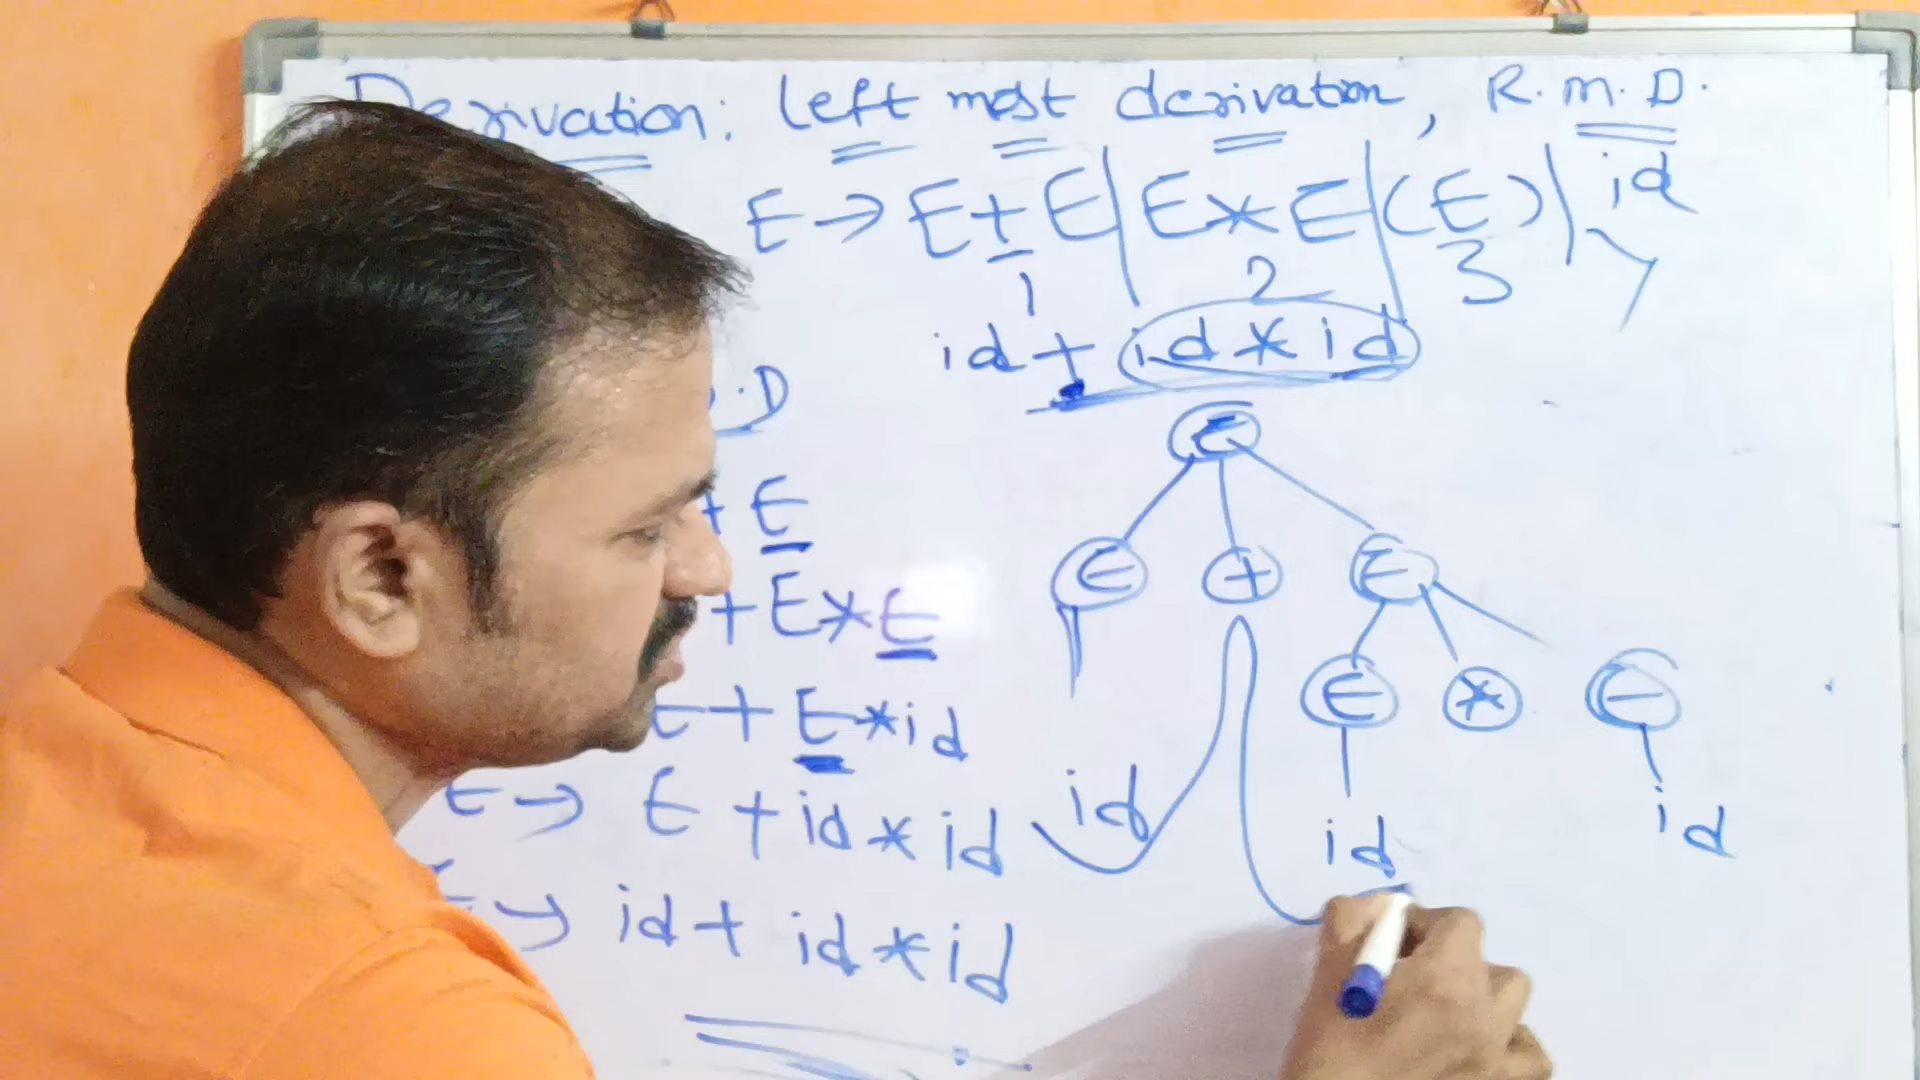 Derivation: left most derivation, R.M.D.
E → E + E | E * E | (E) | id
1 2 3
id + id * id
.D
+ E
+ E * E
E + E * id
E → E + id * id
E → id + id * id
E
E + E
E * E
id id id